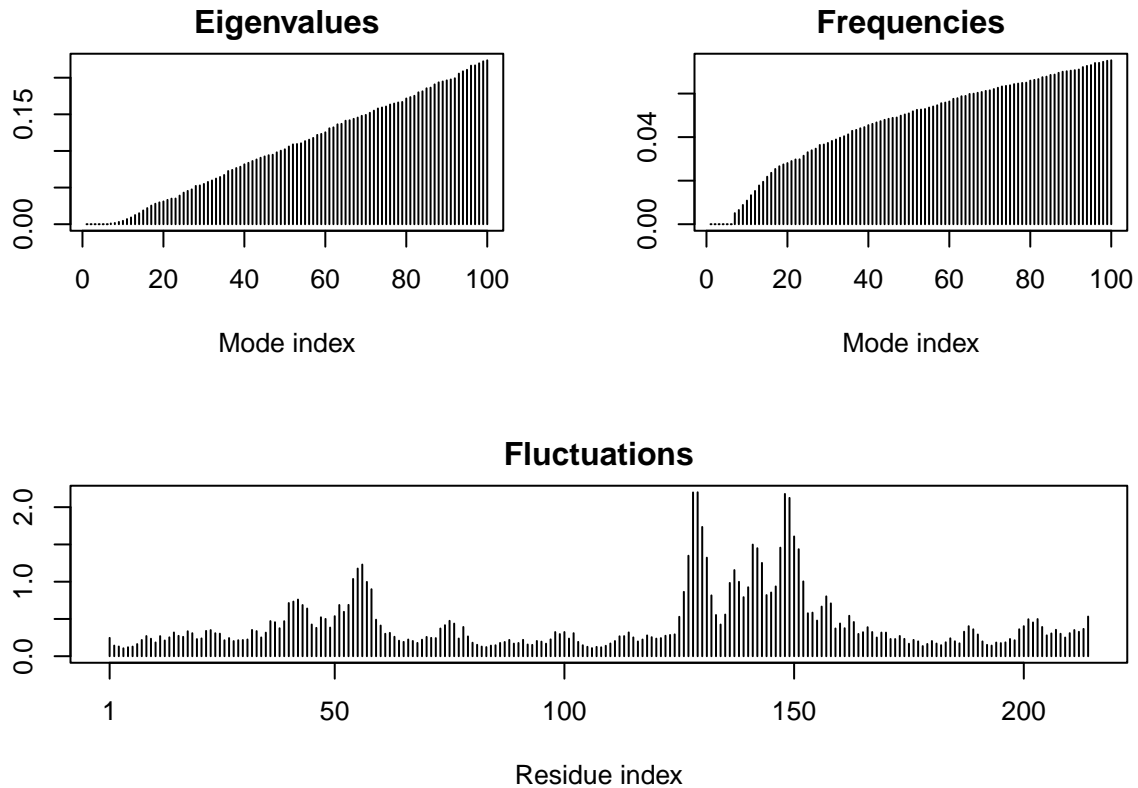 Eigenvalues
0.15
0.00
0 20 40 60 80 100
Mode index
Frequencies
0.04
0.00
0 20 40 60 80 100
Mode index
Fluctuations
2.0
1.0
0.0
1 50 100 150 200
Residue index